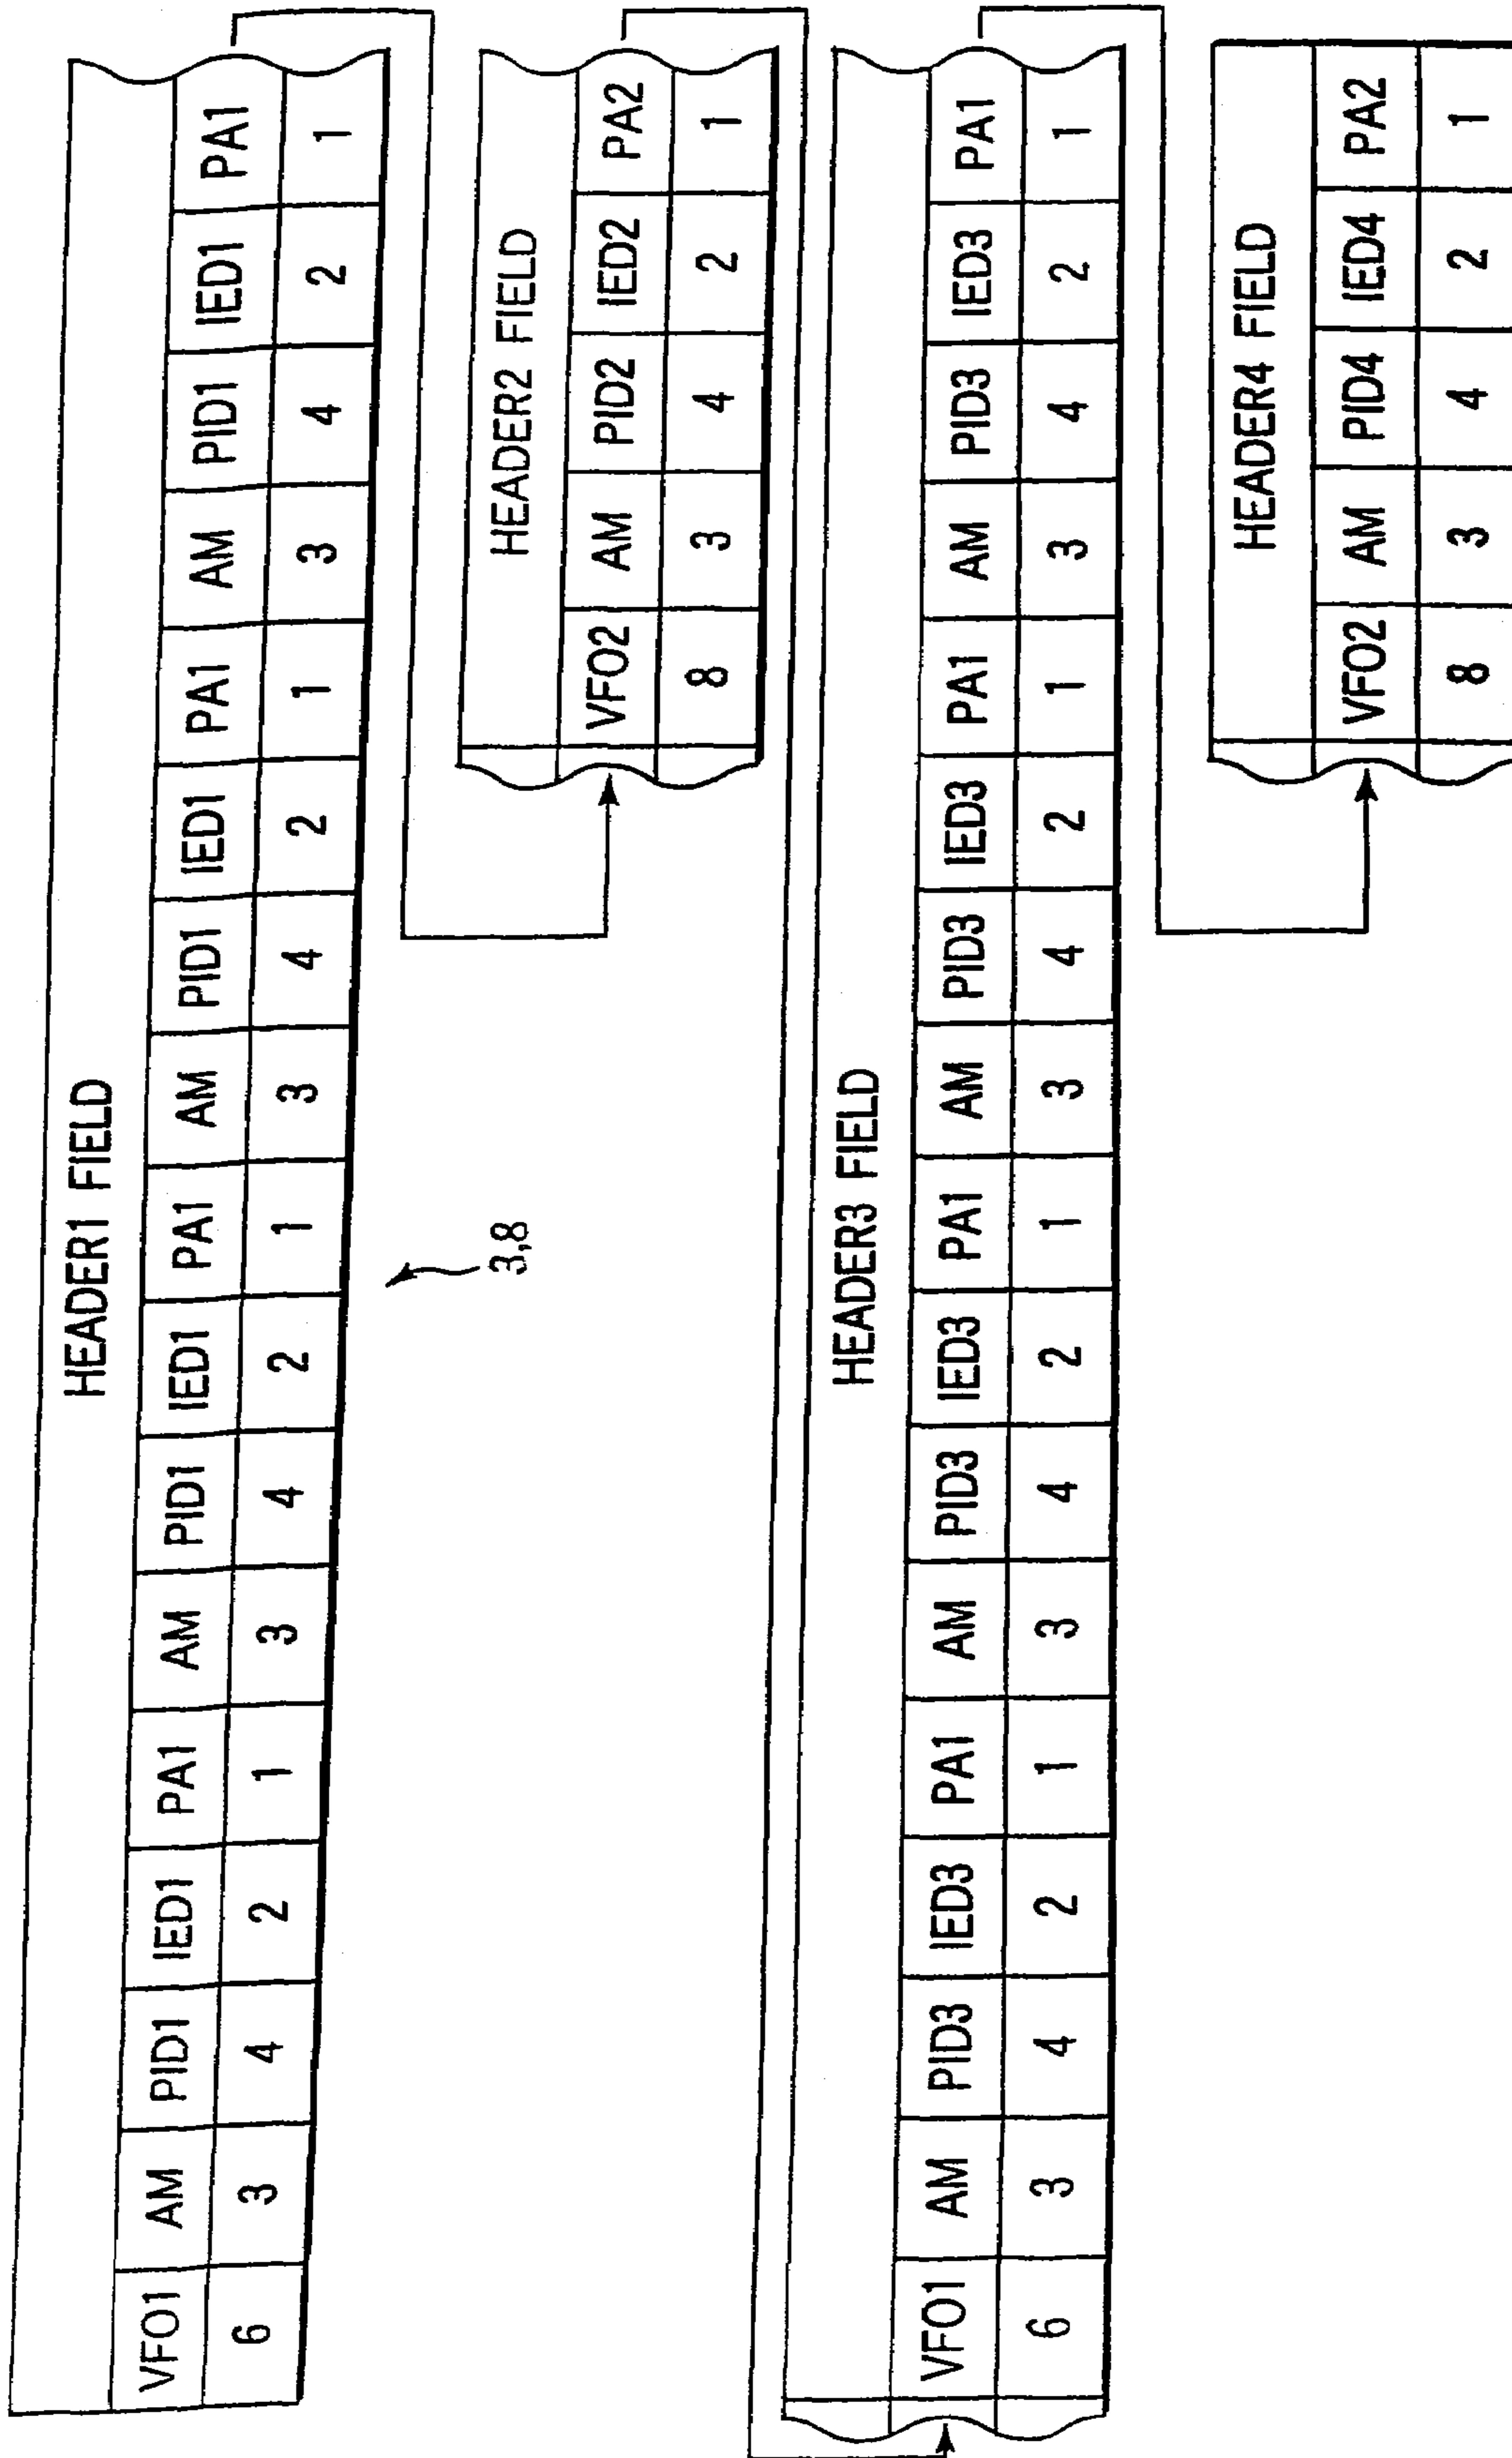 HEADER1 FIELD
VFO1 AM PID1 IED1 PA1 AM PID1 IED1 PA1 AM PID1 IED1 PA1 AM PID1 IED1 PA1
6 3 4 2 1 3 4 2 1 3 4 2 1 3 4 2 1
3,8
HEADER2 FIELD
VFO2 AM PID2 IED2 PA2
8 3 4 2 1
HEADER3 FIELD
VFO1 AM PID3 IED3 PA1 AM PID3 IED3 PA1 AM PID3 IED3 PA1 AM PID3 IED3 PA1
6 3 4 2 1 3 4 2 1 3 4 2 1 3 4 2 1
HEADER4 FIELD
VFO2 AM PID4 IED4 PA2
8 3 4 2 1